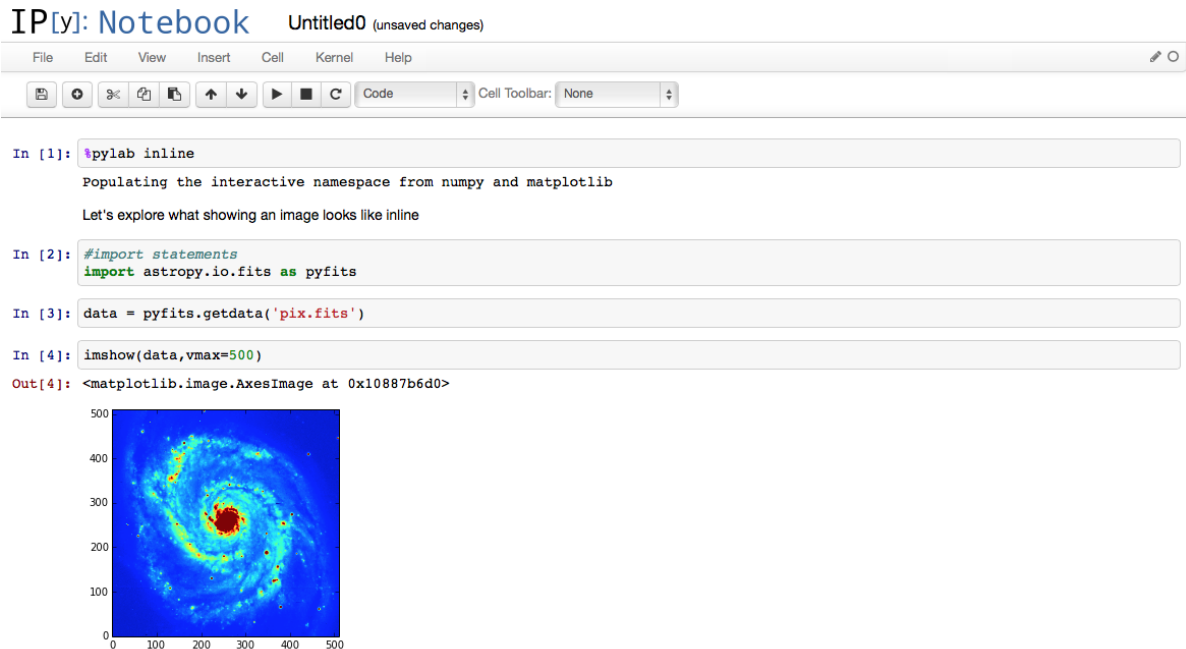 IP[y]: Notebook Untitled0 (unsaved changes)
File Edit View Insert Cell Kernel Help
Code Cell Toolbar: None
In [1]: %pylab inline
Populating the interactive namespace from numpy and matplotlib
Let's explore what showing an image looks like inline
In [2]: #import statements
import astropy.io.fits as pyfits
In [3]: data = pyfits.getdata('pix.fits')
In [4]: imshow(data,vmax=500)
Out[4]: <matplotlib.image.AxesImage at 0x10887b6d0>
500
400
300
200
100
0
0 100 200 300 400 500